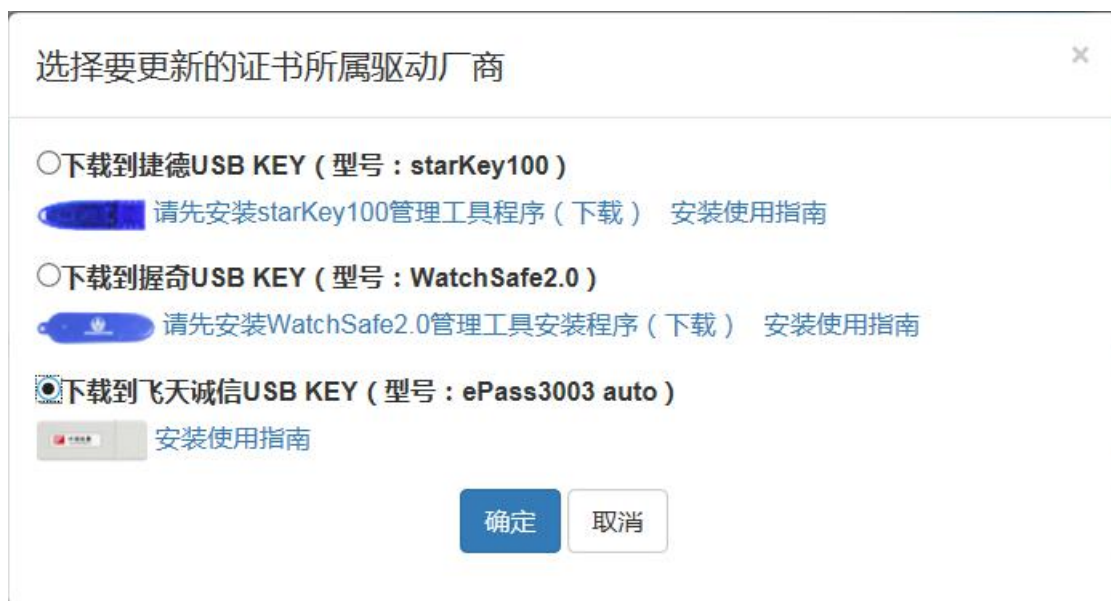 选择要更新的证书所属驱动厂商
×
下载到捷德USB KEY（型号：starKey100）
请先安装starKey100管理工具程序（下载） 安装使用指南
下载到握奇USB KEY（型号：WatchSafe2.0）
请先安装WatchSafe2.0管理工具安装程序（下载） 安装使用指南
下载到飞天诚信USB KEY（型号：ePass3003 auto）
安装使用指南
确定 取消